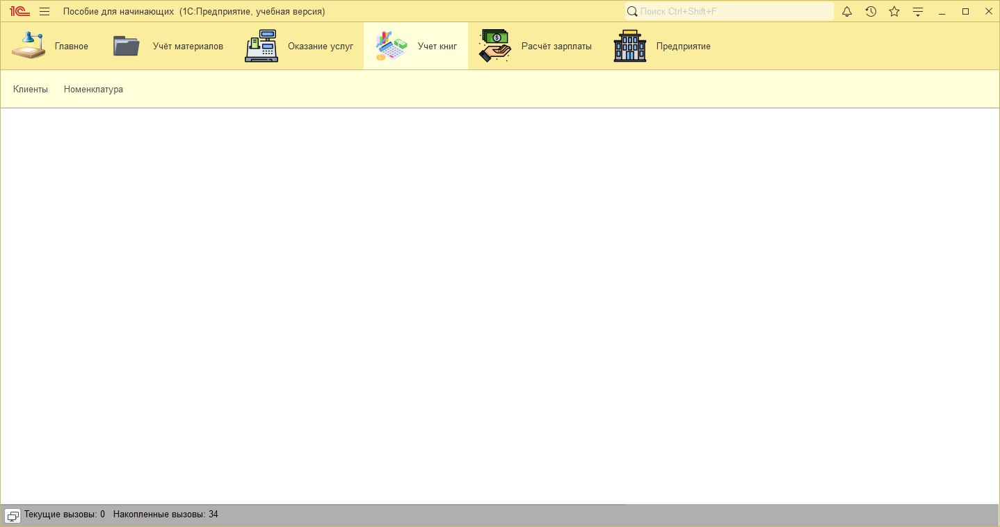 1С Пособие для начинающих (1С:Предприятие, учебная версия) Поиск Ctrl+Shift+F
Главное Учёт материалов Оказание услуг Учет книг Расчёт зарплаты Предприятие
Клиенты Номенклатура
Текущие вызовы: 0 Накопленные вызовы: 34